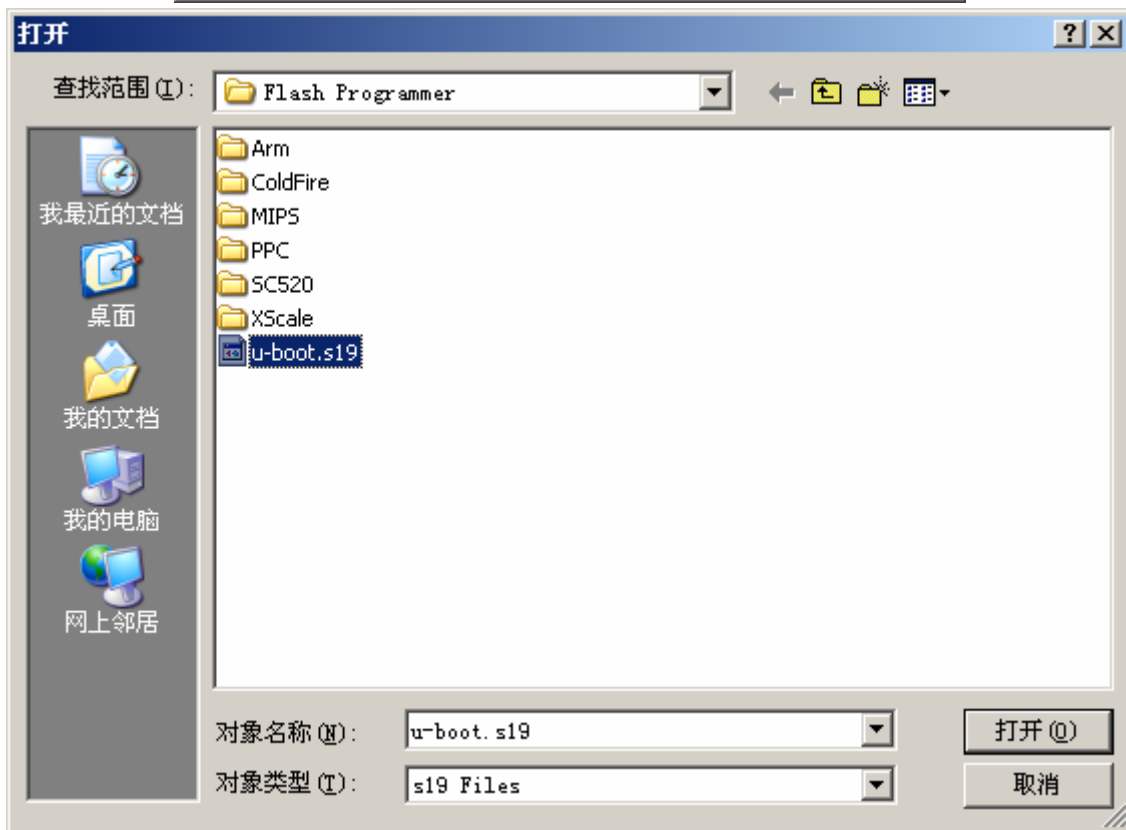 打开
查找范围(I):
Flash Programmer
我最近的文档
桌面
我的文档
我的电脑
网上邻居
Arm
ColdFire
MIPS
PPC
SC520
XScale
u-boot.s19
对象名称(N):
u-boot.s19
打开(O)
对象类型(T):
s19 Files
取消